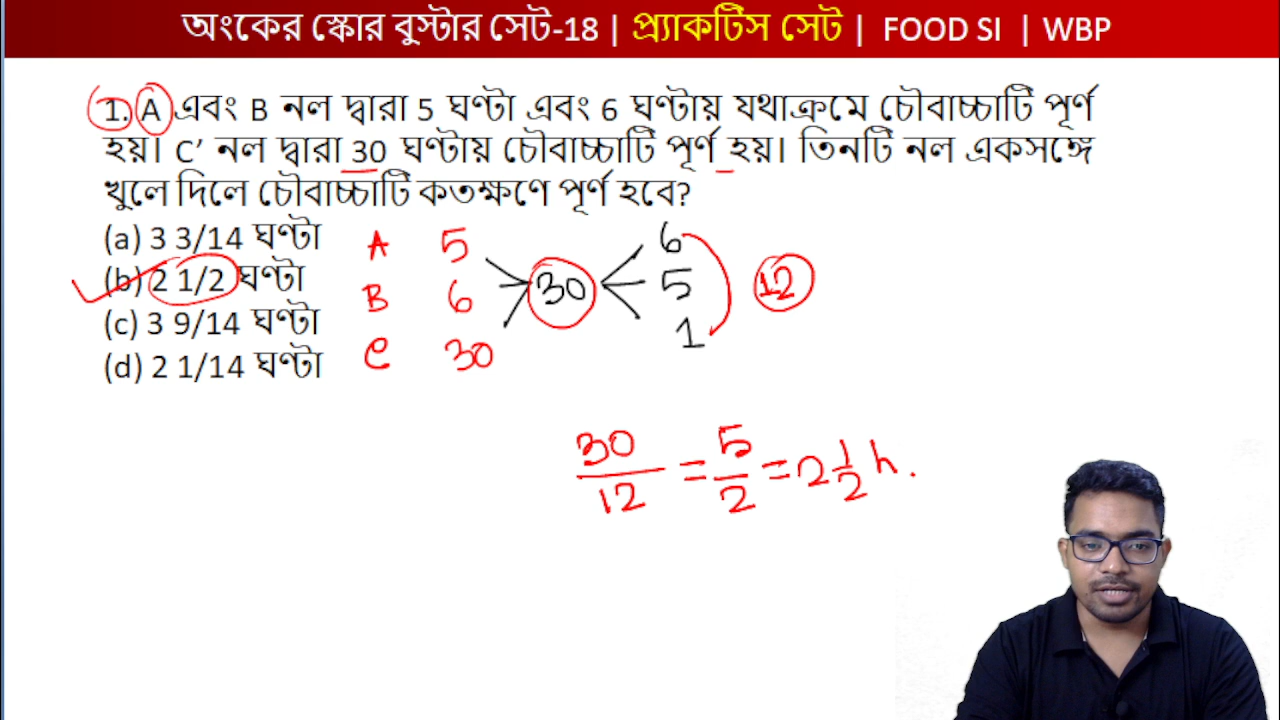 অংকের স্কোর বুস্টার সেট-18 | প্র্যাকটিস সেট | FOOD SI | WBP
1. A এবং B নল দ্বারা 5 ঘণ্টা এবং 6 ঘণ্টায় যথাক্রমে চৌবাচ্চাটি পূর্ণ
হয়। C’ নল দ্বারা 30 ঘণ্টায় চৌবাচ্চাটি পূর্ণ হয়। তিনটি নল একসঙ্গে
খুলে দিলে চৌবাচ্চাটি কতক্ষণে পূর্ণ হবে?
(a) 3 3/14 ঘণ্টা
(b) 2 1/2 ঘণ্টা
(c) 3 9/14 ঘণ্টা
(d) 2 1/14 ঘণ্টা
A 5
B 6
C 30
30
6
5
1
12
30/12 = 5/2 = 2 1/2 h.